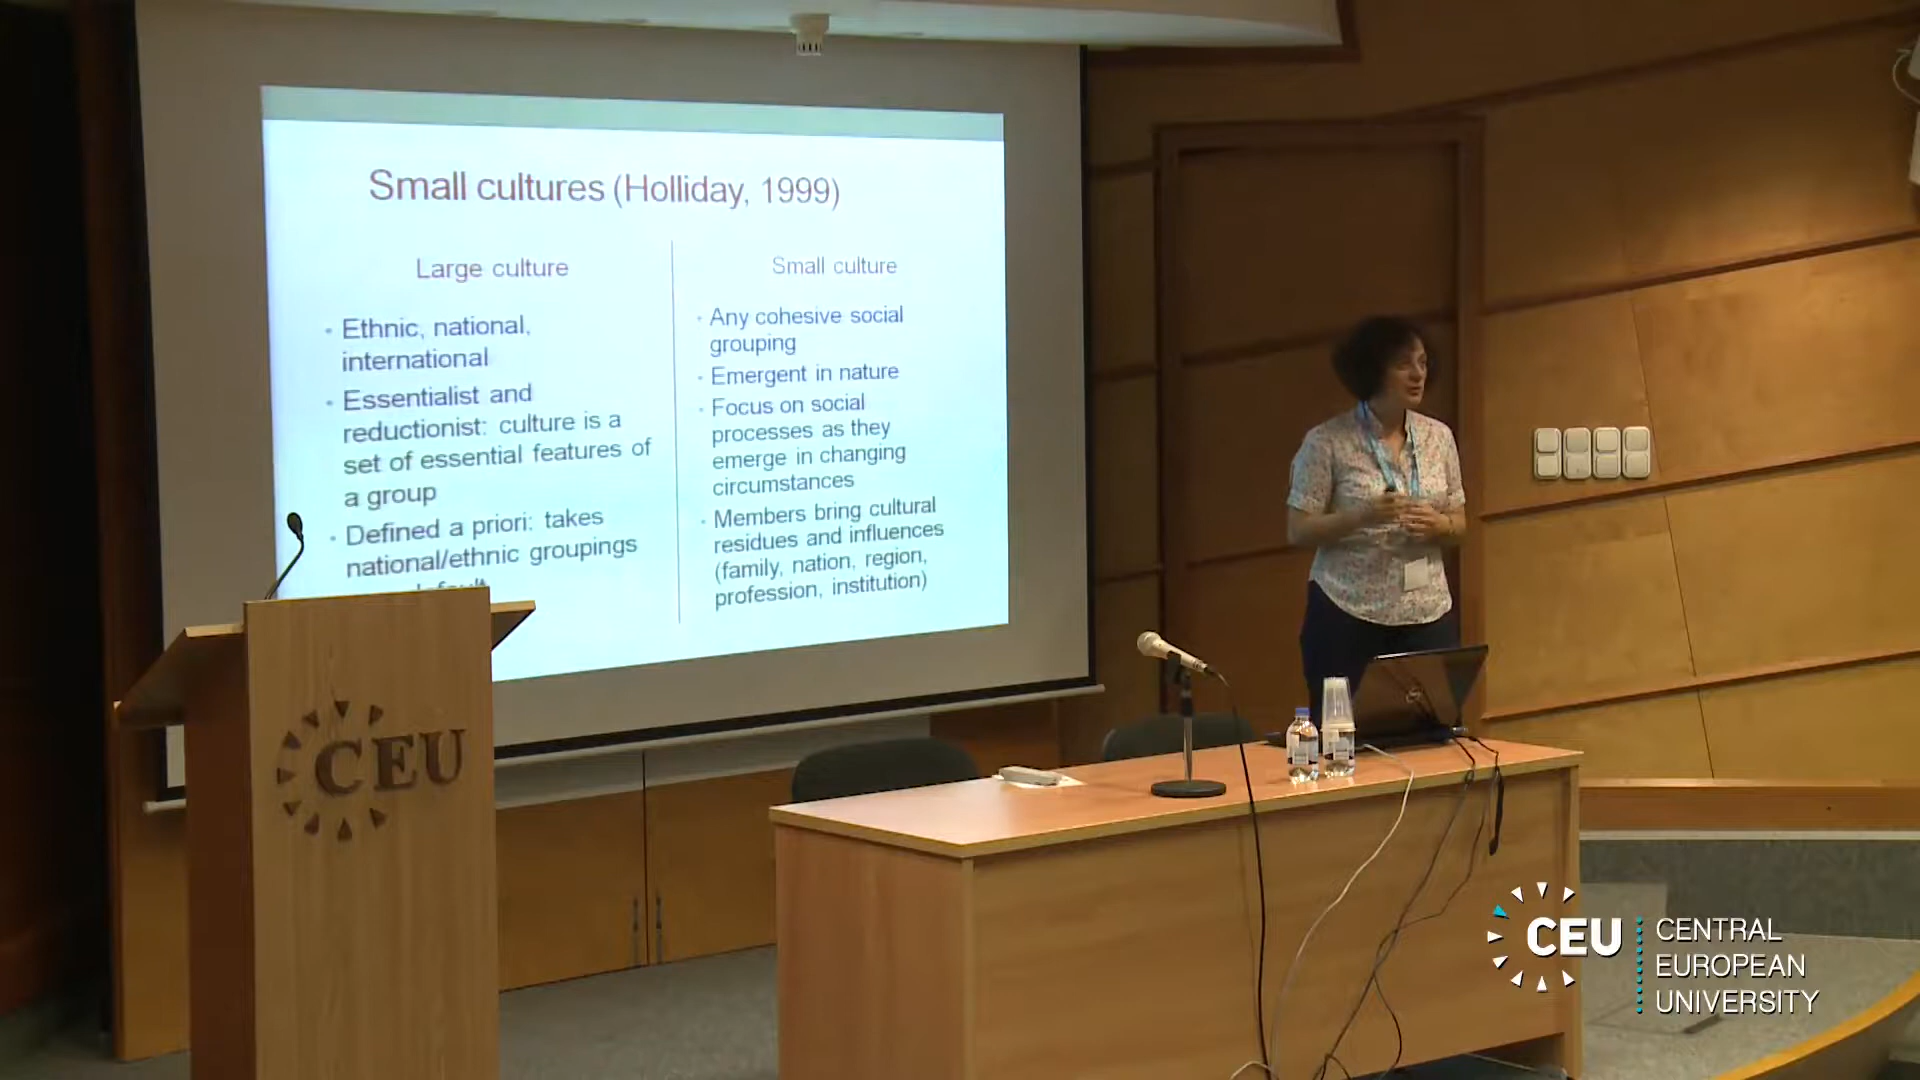 Small cultures (Holliday, 1999)
Large culture
• Ethnic, national,
international
• Essentialist and
reductionist: culture is a
set of essential features of
a group
• Defined a priori: takes
national/ethnic groupings
Small culture
• Any cohesive social
grouping
• Emergent in nature
• Focus on social
processes as they
emerge in changing
circumstances
• Members bring cultural
residues and influences
(family, nation, region,
profession, institution)
CEU
CEU
CENTRAL
EUROPEAN
UNIVERSITY